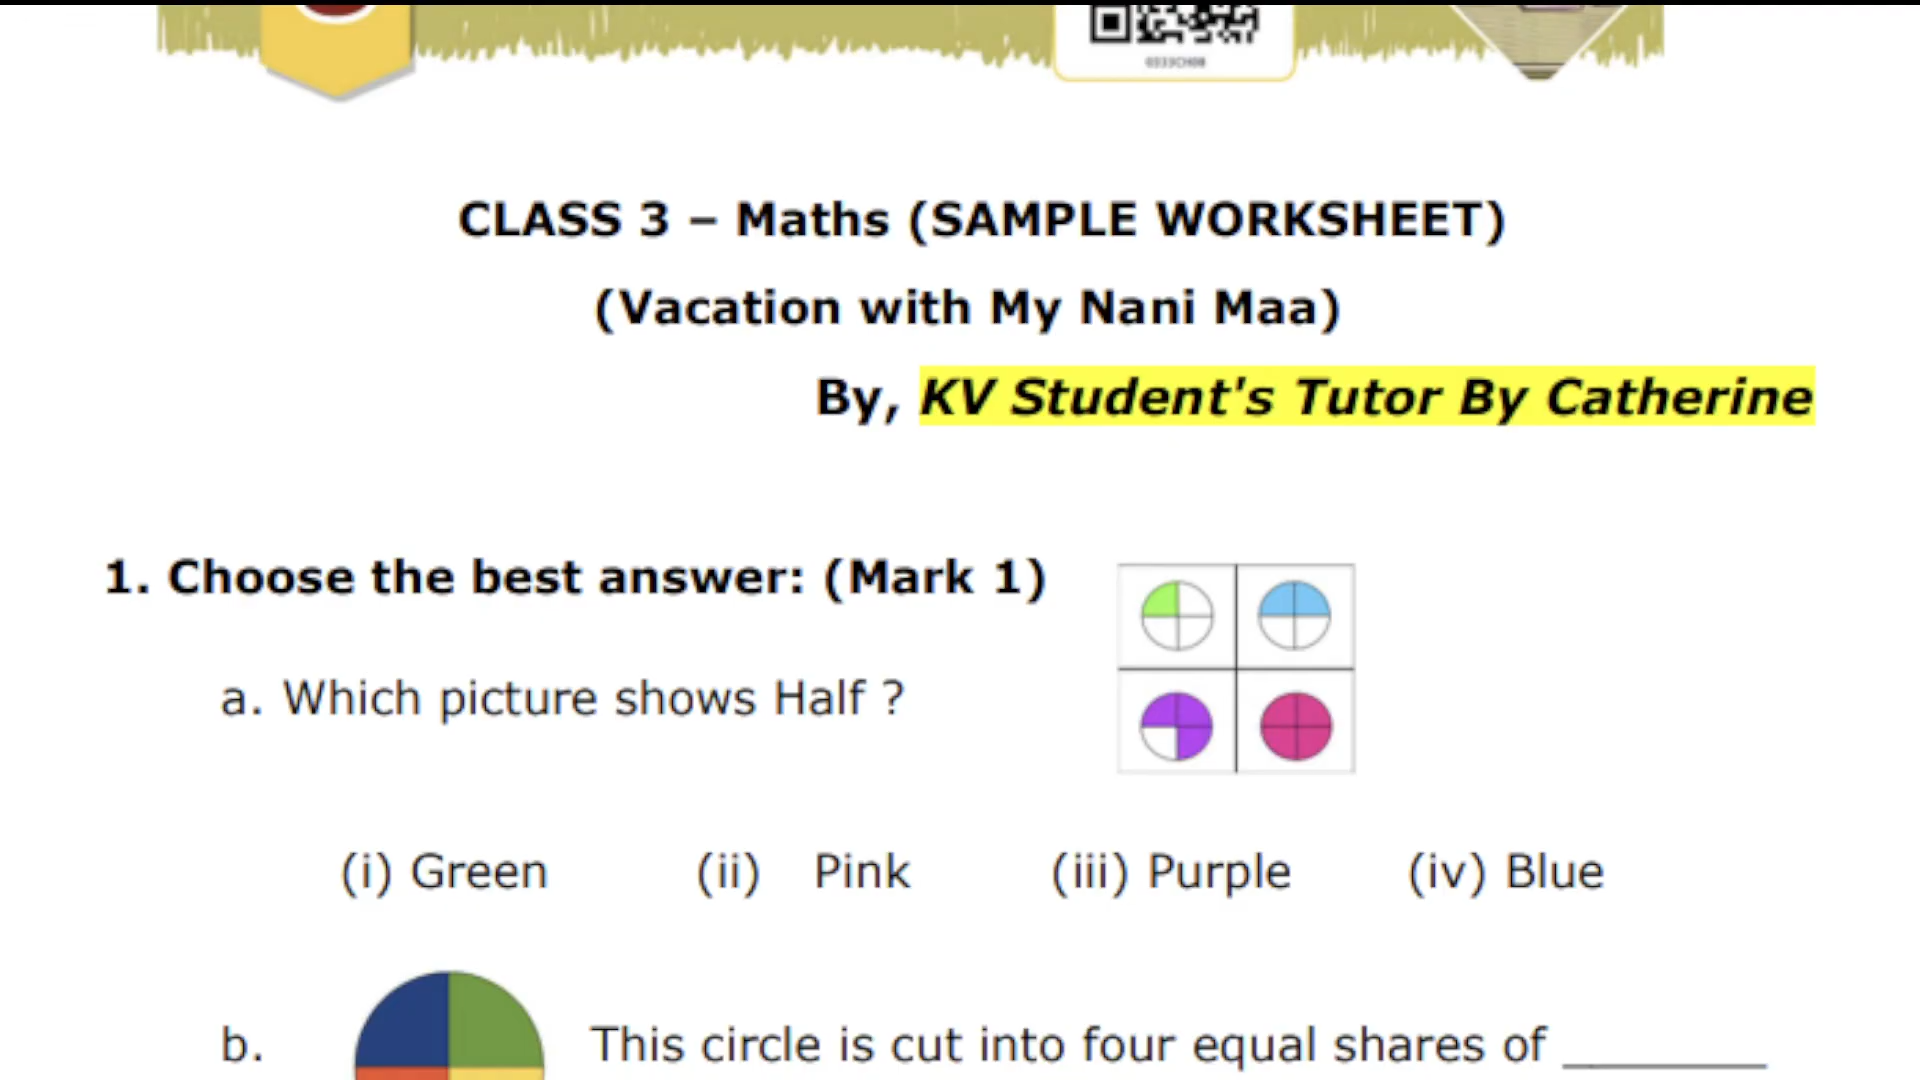 0333CH08
CLASS 3 – Maths (SAMPLE WORKSHEET)
(Vacation with My Nani Maa)
By, KV Student's Tutor By Catherine
1. Choose the best answer: (Mark 1)
a. Which picture shows Half ?
(i) Green (ii) Pink (iii) Purple (iv) Blue
b. This circle is cut into four equal shares of ________